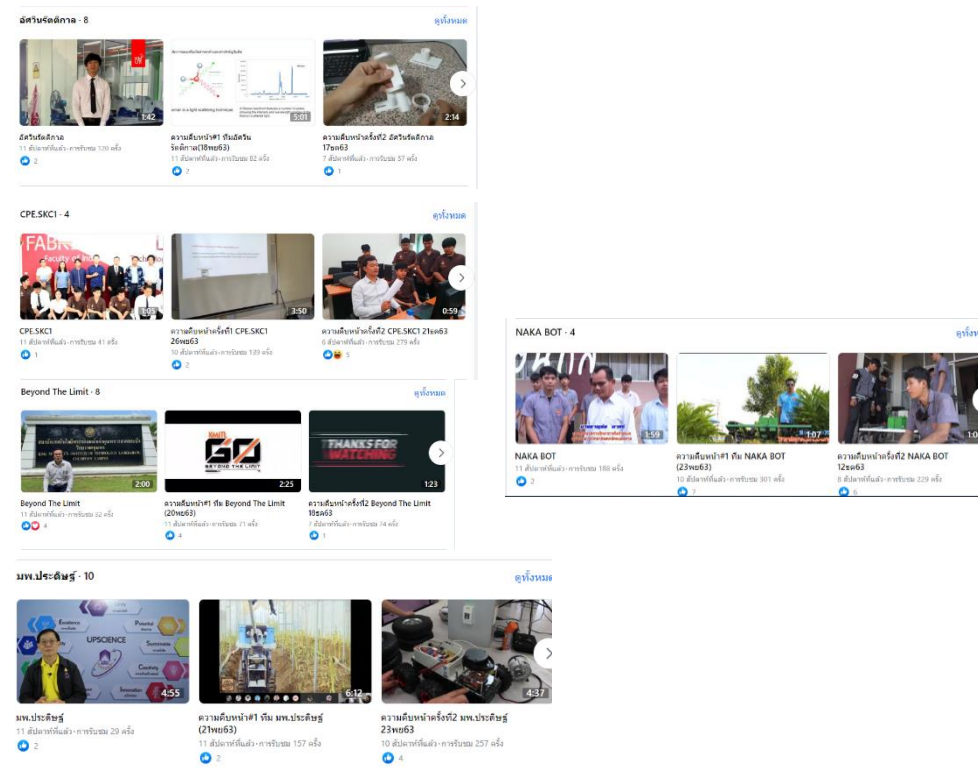 อัศวินรัตติกาล · 8
ดูทั้งหมด
1:42
5:01
2:14
อัศวินรัตติกาล
11 สัปดาห์ที่แล้ว · การรับชม 120 ครั้ง
2
ความคืบหน้า#1 ทีมอัศวิน
รัตติกาล(18พย63)
11 สัปดาห์ที่แล้ว · การรับชม 82 ครั้ง
2
ความคืบหน้าครั้งที่2 อัศวินรัตติกาล
17ธค63
7 สัปดาห์ที่แล้ว · การรับชม 57 ครั้ง
1
CPE.SKC1 · 4
ดูทั้งหมด
1:05
3:50
0:59
CPE.SKC1
11 สัปดาห์ที่แล้ว · การรับชม 41 ครั้ง
1
ความคืบหน้าครั้งที่1 CPE.SKC1
26พย63
10 สัปดาห์ที่แล้ว · การรับชม 139 ครั้ง
2
ความคืบหน้าครั้งที่2 CPE.SKC1 21ธค63
6 สัปดาห์ที่แล้ว · การรับชม 279 ครั้ง
5
NAKA BOT · 4
1:59
1:07
NAKA BOT
11 สัปดาห์ที่แล้ว · การรับชม 188 ครั้ง
2
ความคืบหน้า#1 ทีม NAKA BOT
(23พย63)
10 สัปดาห์ที่แล้ว · การรับชม 301 ครั้ง
7
ความคืบหน้าครั้งที่2 NAKA BOT
12ธค63
8 สัปดาห์ที่แล้ว · การรับชม 229 ครั้ง
6
Beyond The Limit · 8
ดูทั้งหมด
2:00
KMITL
GO
BEYOND THE LIMIT
2:25
THANKS FOR
WATCHING
1:23
Beyond The Limit
11 สัปดาห์ที่แล้ว · การรับชม 32 ครั้ง
4
ความคืบหน้า#1 ทีม Beyond The Limit
(20พย63)
11 สัปดาห์ที่แล้ว · การรับชม 71 ครั้ง
4
ความคืบหน้าครั้งที่2 Beyond The Limit
18ธค63
7 สัปดาห์ที่แล้ว · การรับชม 74 ครั้ง
1
มพ.ประดิษฐ์ · 10
ดูทั้งหมด
UPSCIENCE
4:55
6:12
4:37
มพ.ประดิษฐ์
11 สัปดาห์ที่แล้ว · การรับชม 29 ครั้ง
2
ความคืบหน้า#1 ทีม มพ.ประดิษฐ์
(21พย63)
11 สัปดาห์ที่แล้ว · การรับชม 157 ครั้ง
2
ความคืบหน้าครั้งที่2 มพ.ประดิษฐ์
23พย63
10 สัปดาห์ที่แล้ว · การรับชม 257 ครั้ง
4